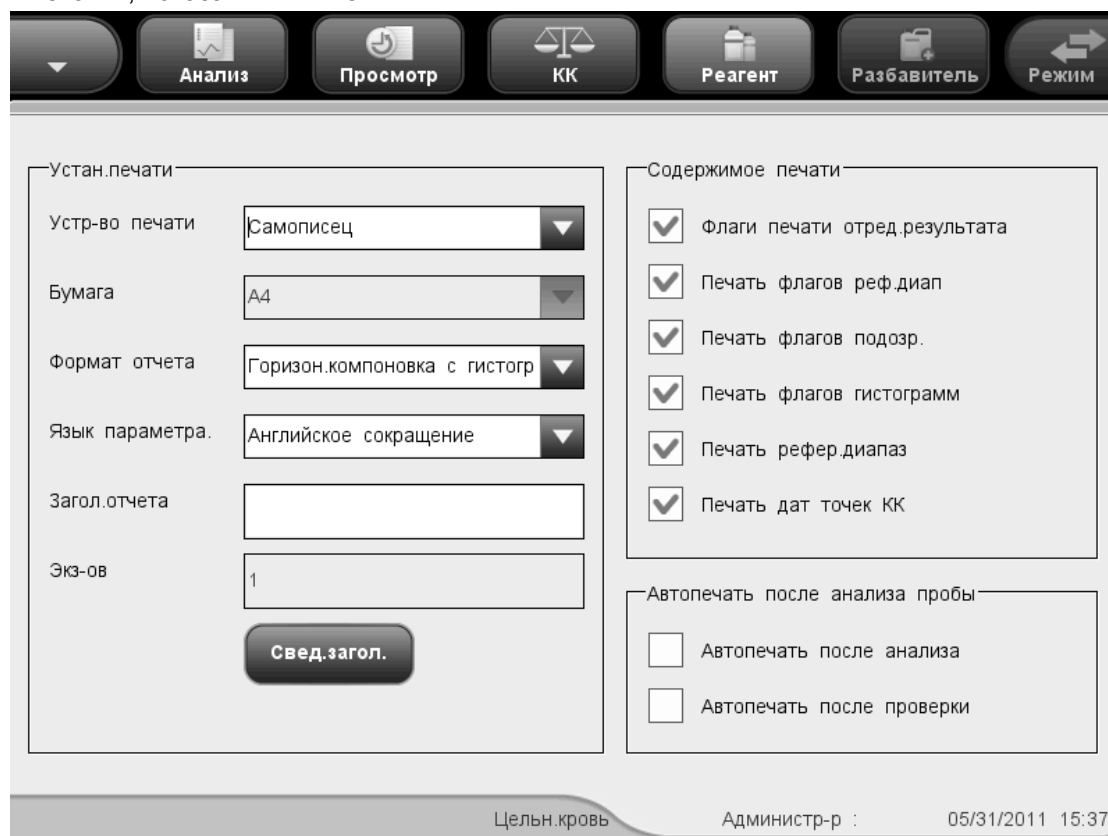 Анализ
Просмотр
КК
Реагент
Разбавитель
Режим
Устан.печати
Устр-во печати
Самописец
Бумага
A4
Формат отчета
Горизон.компоновка с гистогр
Язык параметра.
Английское сокращение
Загол.отчета
Экз-ов
1
Свед.загол.
Содержимое печати
Флаги печати отред.результата
Печать флагов реф.диап
Печать флагов подозр.
Печать флагов гистограмм
Печать рефер.диапаз
Печать дат точек КК
Автопечать после анализа пробы
Автопечать после анализа
Автопечать после проверки
Цельн.кровь
Администр-р :
05/31/2011 15:37